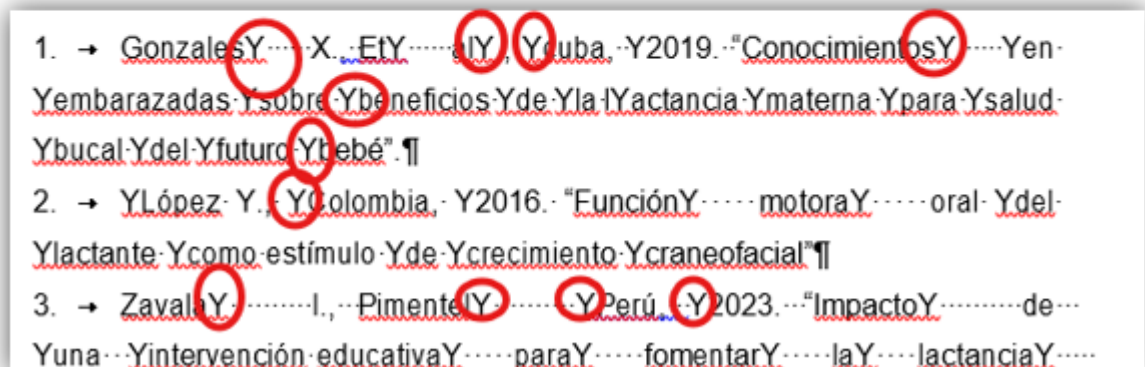 1. → GonzalesY X., EtY alY, Ycuba, Y2019. “ConocimientosY Yen
Yembarazadas Ysobre Ybeneficios Yde Yla lYactancia Ymaterna Ypara Ysalud
Ybucal Ydel Yfuturo Ybebé”.¶
2. → YLópez Y., YColombia, Y2016. “FunciónY motoraY oral Ydel
Ylactante Ycomo estímulo Yde Ycrecimiento Ycraneofacial”¶
3. → ZavalaY I., PimentelY YPerú, Y2023. “ImpactoY de
Yuna Yintervención educativaY paraY fomentarY laY lactanciaY